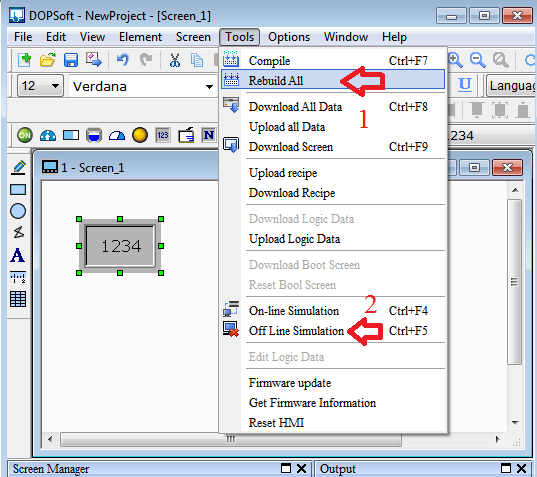 DOPSoft - NewProject - [Screen_1]
File Edit View Element Screen Tools Options Window Help
Compile Ctrl+F7
Rebuild All
12 Verdana U Languag
Download All Data Ctrl+F8
1
Upload all Data
ON 123 N 234
Download Screen Ctrl+F9
1 - Screen_1
Upload recipe
Download Recipe
Download Logic Data
Upload Logic Data
1234
A
Download Boot Screen
Reset Bool Screen
2
On-line Simulation Ctrl+F4
Off Line Simulation Ctrl+F5
Edit Logic Data
Firmware update
Get Firmware Information
Reset HMI
Screen Manager Output